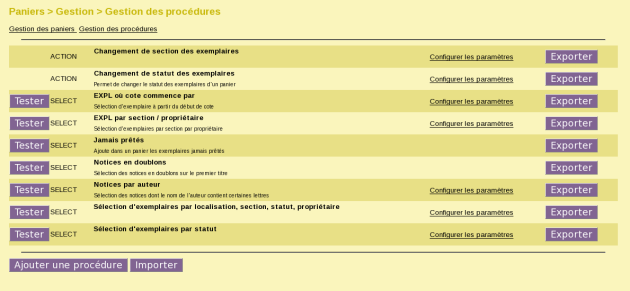 Paniers > Gestion > Gestion des procédures
Gestion des paniers Gestion des procédures
ACTION Changement de section des exemplaires Configurer les paramètres Exporter
ACTION Changement de statut des exemplaires Exporter
Permet de changer le statut des exemplaires d'un panier
Tester SELECT EXPL où cote commence par Configurer les paramètres Exporter
Sélection d'exemplaire à partir du début de cote
Tester SELECT EXPL par section / propriétaire Configurer les paramètres Exporter
Sélection d'exemplaires par section par propriétaire
Tester SELECT Jamais prêtés Exporter
Ajoute dans un panier les exemplaires jamais prêtés
Tester SELECT Notices en doublons Exporter
Sélection des notices en doublons sur le premier titre
Tester SELECT Notices par auteur Configurer les paramètres Exporter
Sélection des notices dont le nom de l'auteur contient certaines lettres
Tester SELECT Sélection d'exemplaires par localisation, section, statut, propriétaire Configurer les paramètres Exporter
Tester SELECT Sélection d'exemplaires par statut Configurer les paramètres Exporter
Ajouter une procédure Importer